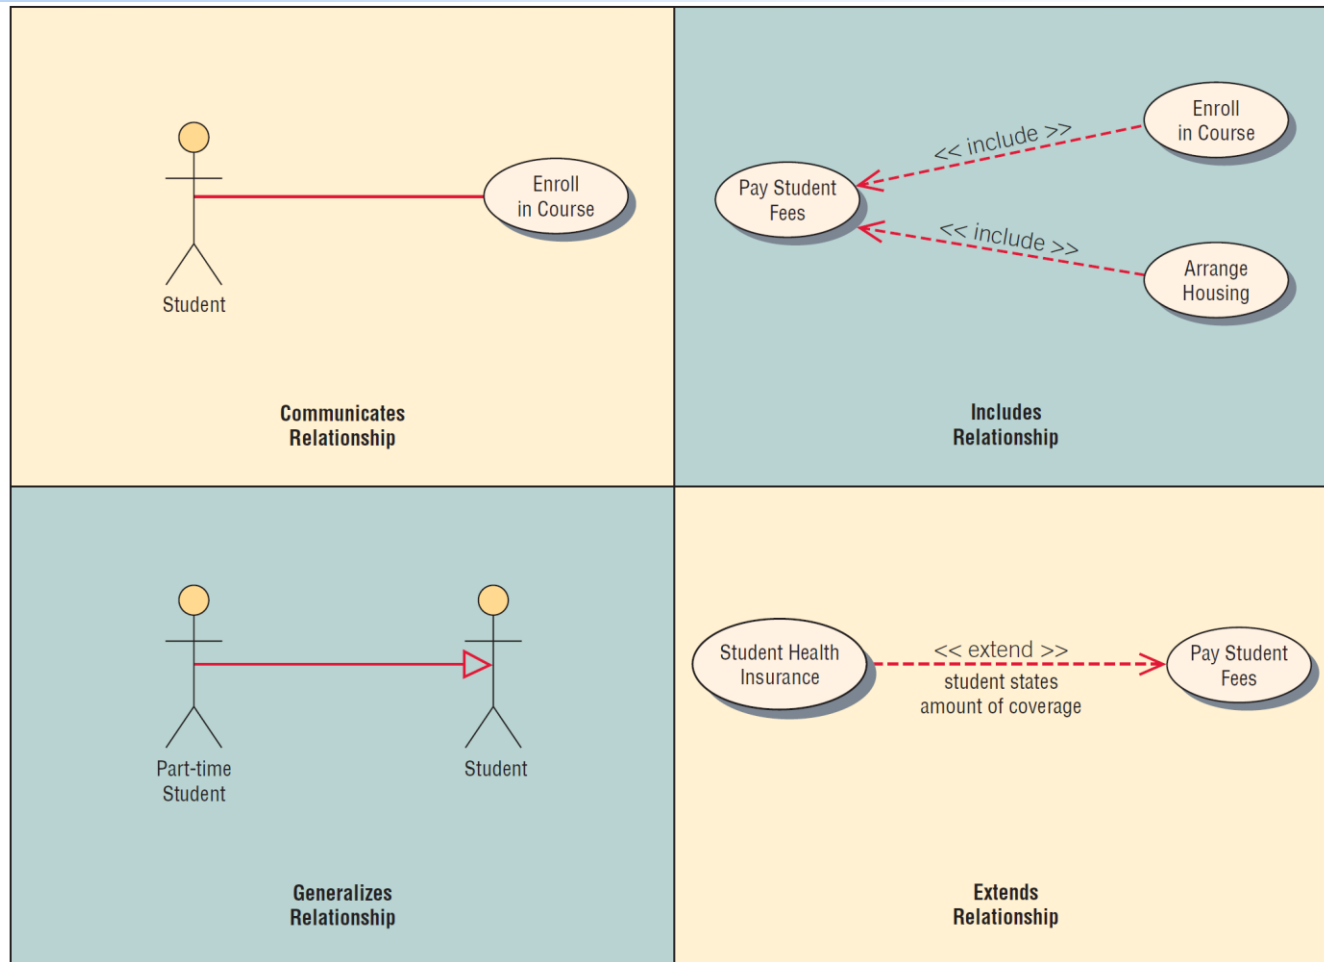 Enroll
in Course
Student
Communicates
Relationship
Enroll
in Course
<< include >>
Pay Student
Fees
<< include >>
Arrange
Housing
Includes
Relationship
Part-time
Student
Student
Generalizes
Relationship
Student Health
Insurance
<< extend >>
student states
amount of coverage
Pay Student
Fees
Extends
Relationship